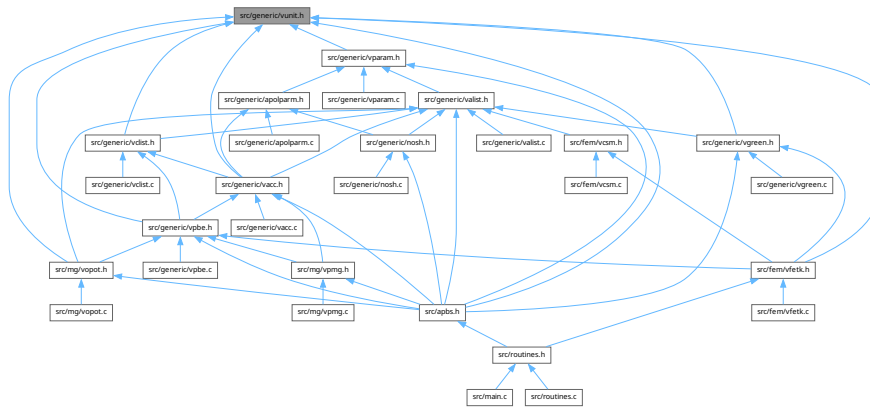 src/generic/vunit.h
src/generic/vparam.h
src/generic/apolparm.h
src/generic/vparam.c
src/generic/valist.h
src/generic/vclist.h
src/generic/apolparm.c
src/generic/nosh.h
src/generic/valist.c
src/fem/vcsm.h
src/generic/vgreen.h
src/generic/vclist.c
src/generic/vacc.h
src/generic/nosh.c
src/fem/vcsm.c
src/generic/vgreen.c
src/generic/vpbe.h
src/generic/vacc.c
src/mg/vopot.h
src/generic/vpbe.c
src/mg/vpmg.h
src/fem/vfetk.h
src/mg/vopot.c
src/mg/vpmg.c
src/apbs.h
src/fem/vfetk.c
src/routines.h
src/main.c
src/routines.c